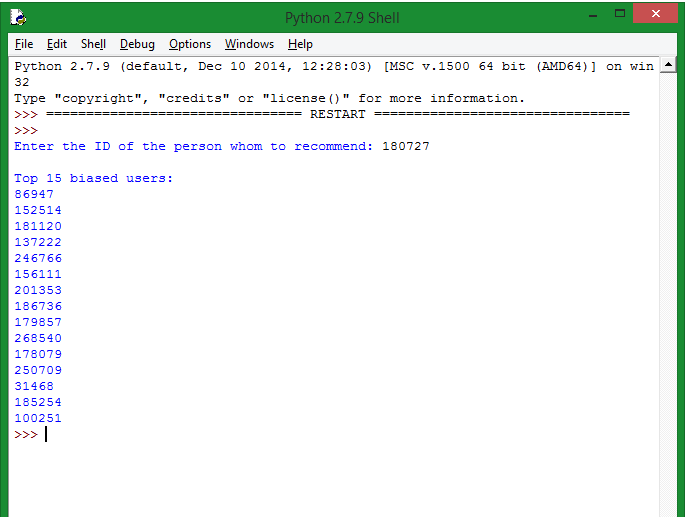 Python 2.7.9 Shell
File Edit Shell Debug Options Windows Help
Python 2.7.9 (default, Dec 10 2014, 12:28:03) [MSC v.1500 64 bit (AMD64)] on win
32
Type "copyright", "credits" or "license()" for more information.
>>> ================================ RESTART ================================
>>>
Enter the ID of the person whom to recommend: 180727
Top 15 biased users:
86947
152514
181120
137222
246766
156111
201353
186736
179857
268540
178079
250709
31468
185254
100251
>>>